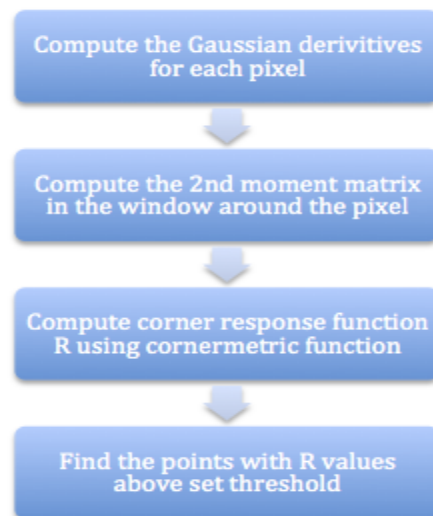 Compute the Gaussian derivitives
for each pixel
Compute the 2nd moment matrix
in the window around the pixel
Compute corner response function
R using cornermetric function
Find the points with R values
above set threshold